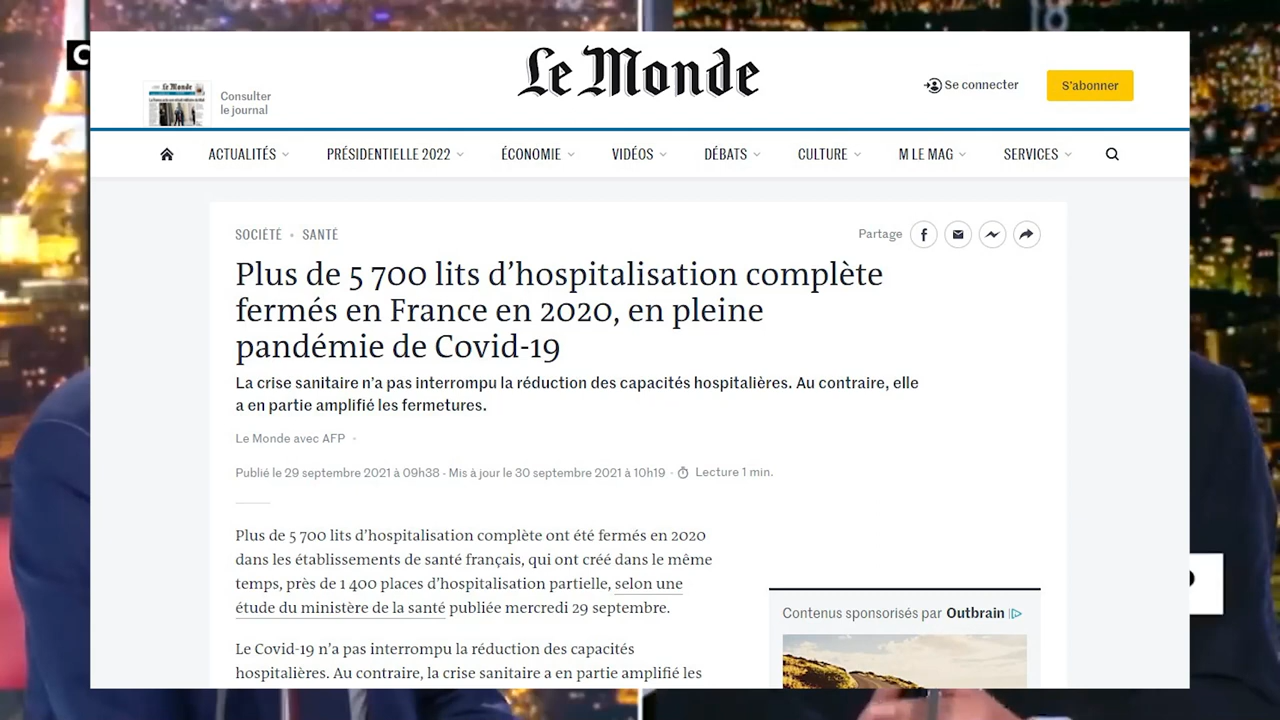 Le Monde
Consulter
le journal
Se connecter
S'abonner
ACTUALITÉS
PRÉSIDENTIELLE 2022
ÉCONOMIE
VIDÉOS
DÉBATS
CULTURE
M LE MAG
SERVICES
SOCIÉTÉ • SANTÉ
Partage
Plus de 5 700 lits d’hospitalisation complète
fermés en France en 2020, en pleine
pandémie de Covid-19
La crise sanitaire n’a pas interrompu la réduction des capacités hospitalières. Au contraire, elle
a en partie amplifié les fermetures.
Le Monde avec AFP
Publié le 29 septembre 2021 à 09h38 - Mis à jour le 30 septembre 2021 à 10h19 · Lecture 1 min.
Plus de 5 700 lits d’hospitalisation complète ont été fermés en 2020
dans les établissements de santé français, qui ont créé dans le même
temps, près de 1 400 places d’hospitalisation partielle, selon une
étude du ministère de la santé publiée mercredi 29 septembre.
Contenus sponsorisés par Outbrain
Le Covid-19 n’a pas interrompu la réduction des capacités
hospitalières. Au contraire, la crise sanitaire a en partie amplifié les